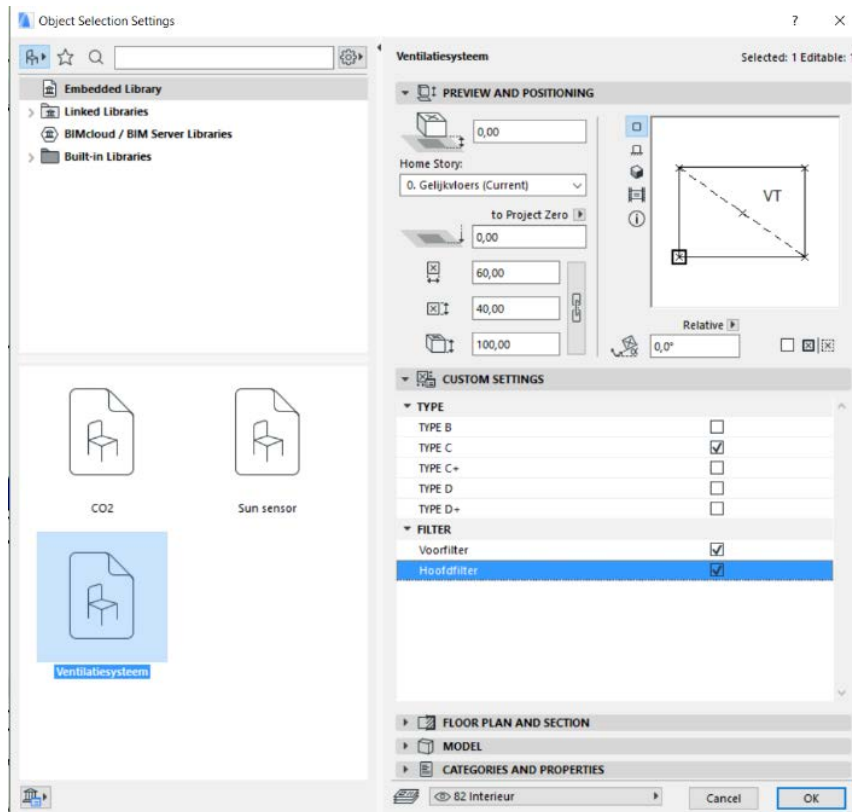 Object Selection Settings
? ×
Embedded Library
Linked Libraries
BIMcloud / BIM Server Libraries
Built-in Libraries
CO2
Sun sensor
Ventilatiesysteem
Ventilatiesysteem
Selected: 1 Editable:
PREVIEW AND POSITIONING
0,00
Home Story:
0. Gelijkvloers (Current)
to Project Zero
0,00
60,00
40,00
100,00
VT
Relative
0,0°
CUSTOM SETTINGS
TYPE
TYPE B
TYPE C
TYPE C+
TYPE D
TYPE D+
FILTER
Voorfilter
Hoofdfilter
FLOOR PLAN AND SECTION
MODEL
CATEGORIES AND PROPERTIES
82 Interieur
Cancel
OK